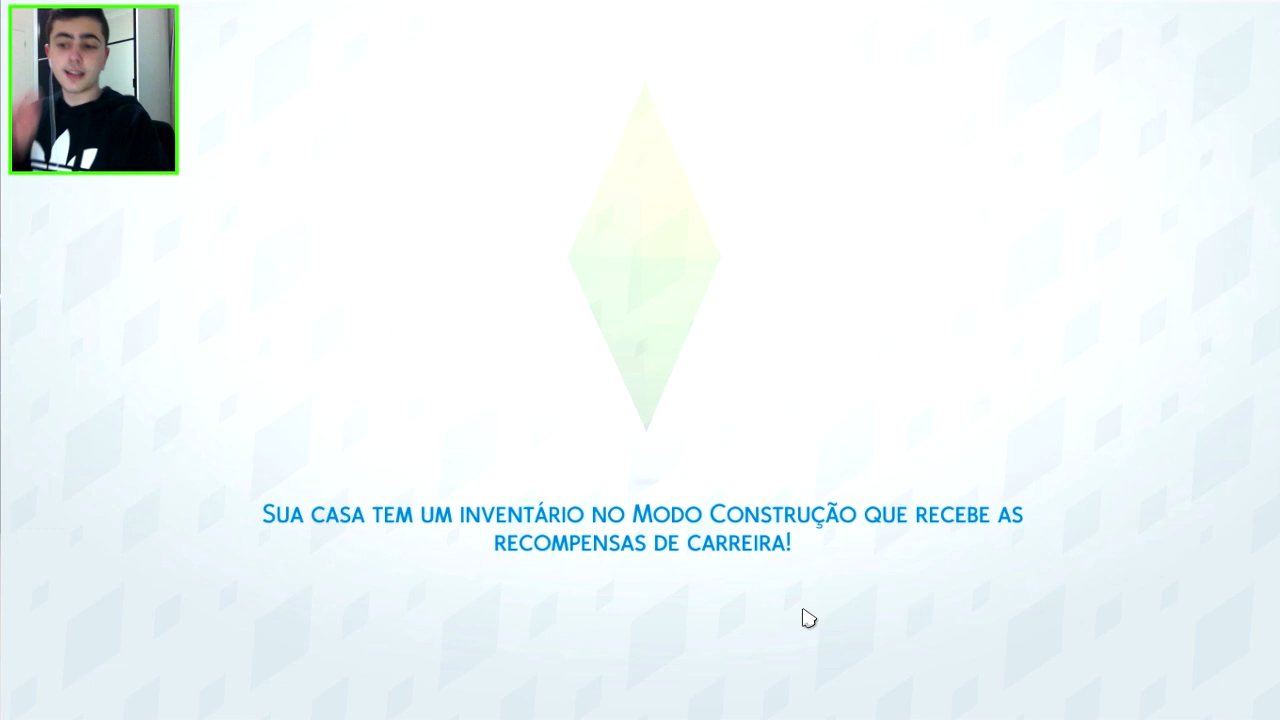 Sua casa tem um inventário no Modo Construção que recebe as
recompensas de carreira!